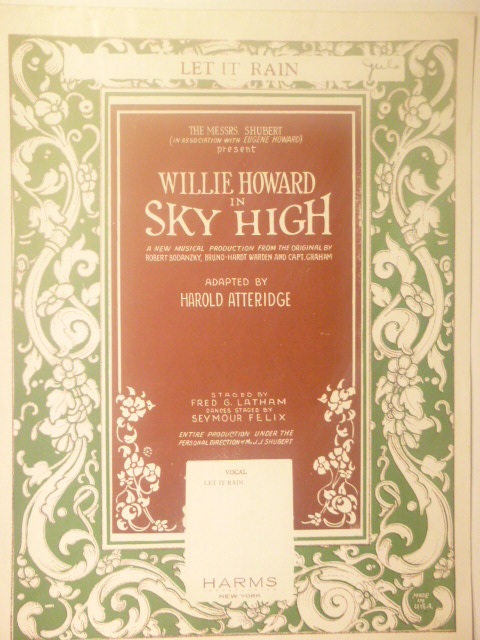 LET IT RAIN
THE MESSRS SHUBERT
(IN ASSOCIATION WITH EUGENE HOWARD)
present
WILLIE HOWARD
IN
SKY HIGH
A NEW MUSICAL PRODUCTION FROM THE ORIGINAL BY
ROBERT BODANZKY, BRUNO-HARDT WARDEN AND CAPT. GRAHAM
ADAPTED BY
HAROLD ATTERIDGE
STAGED BY
FRED G. LATHAM
DANCES STAGED BY
SEYMOUR FELIX
ENTIRE PRODUCTION UNDER THE
PERSONAL DIRECTION of Mr. J.J. SHUBERT
VOCAL
LET IT RAIN
HARMS
NEW YORK
MADE
IN
U.S.A.